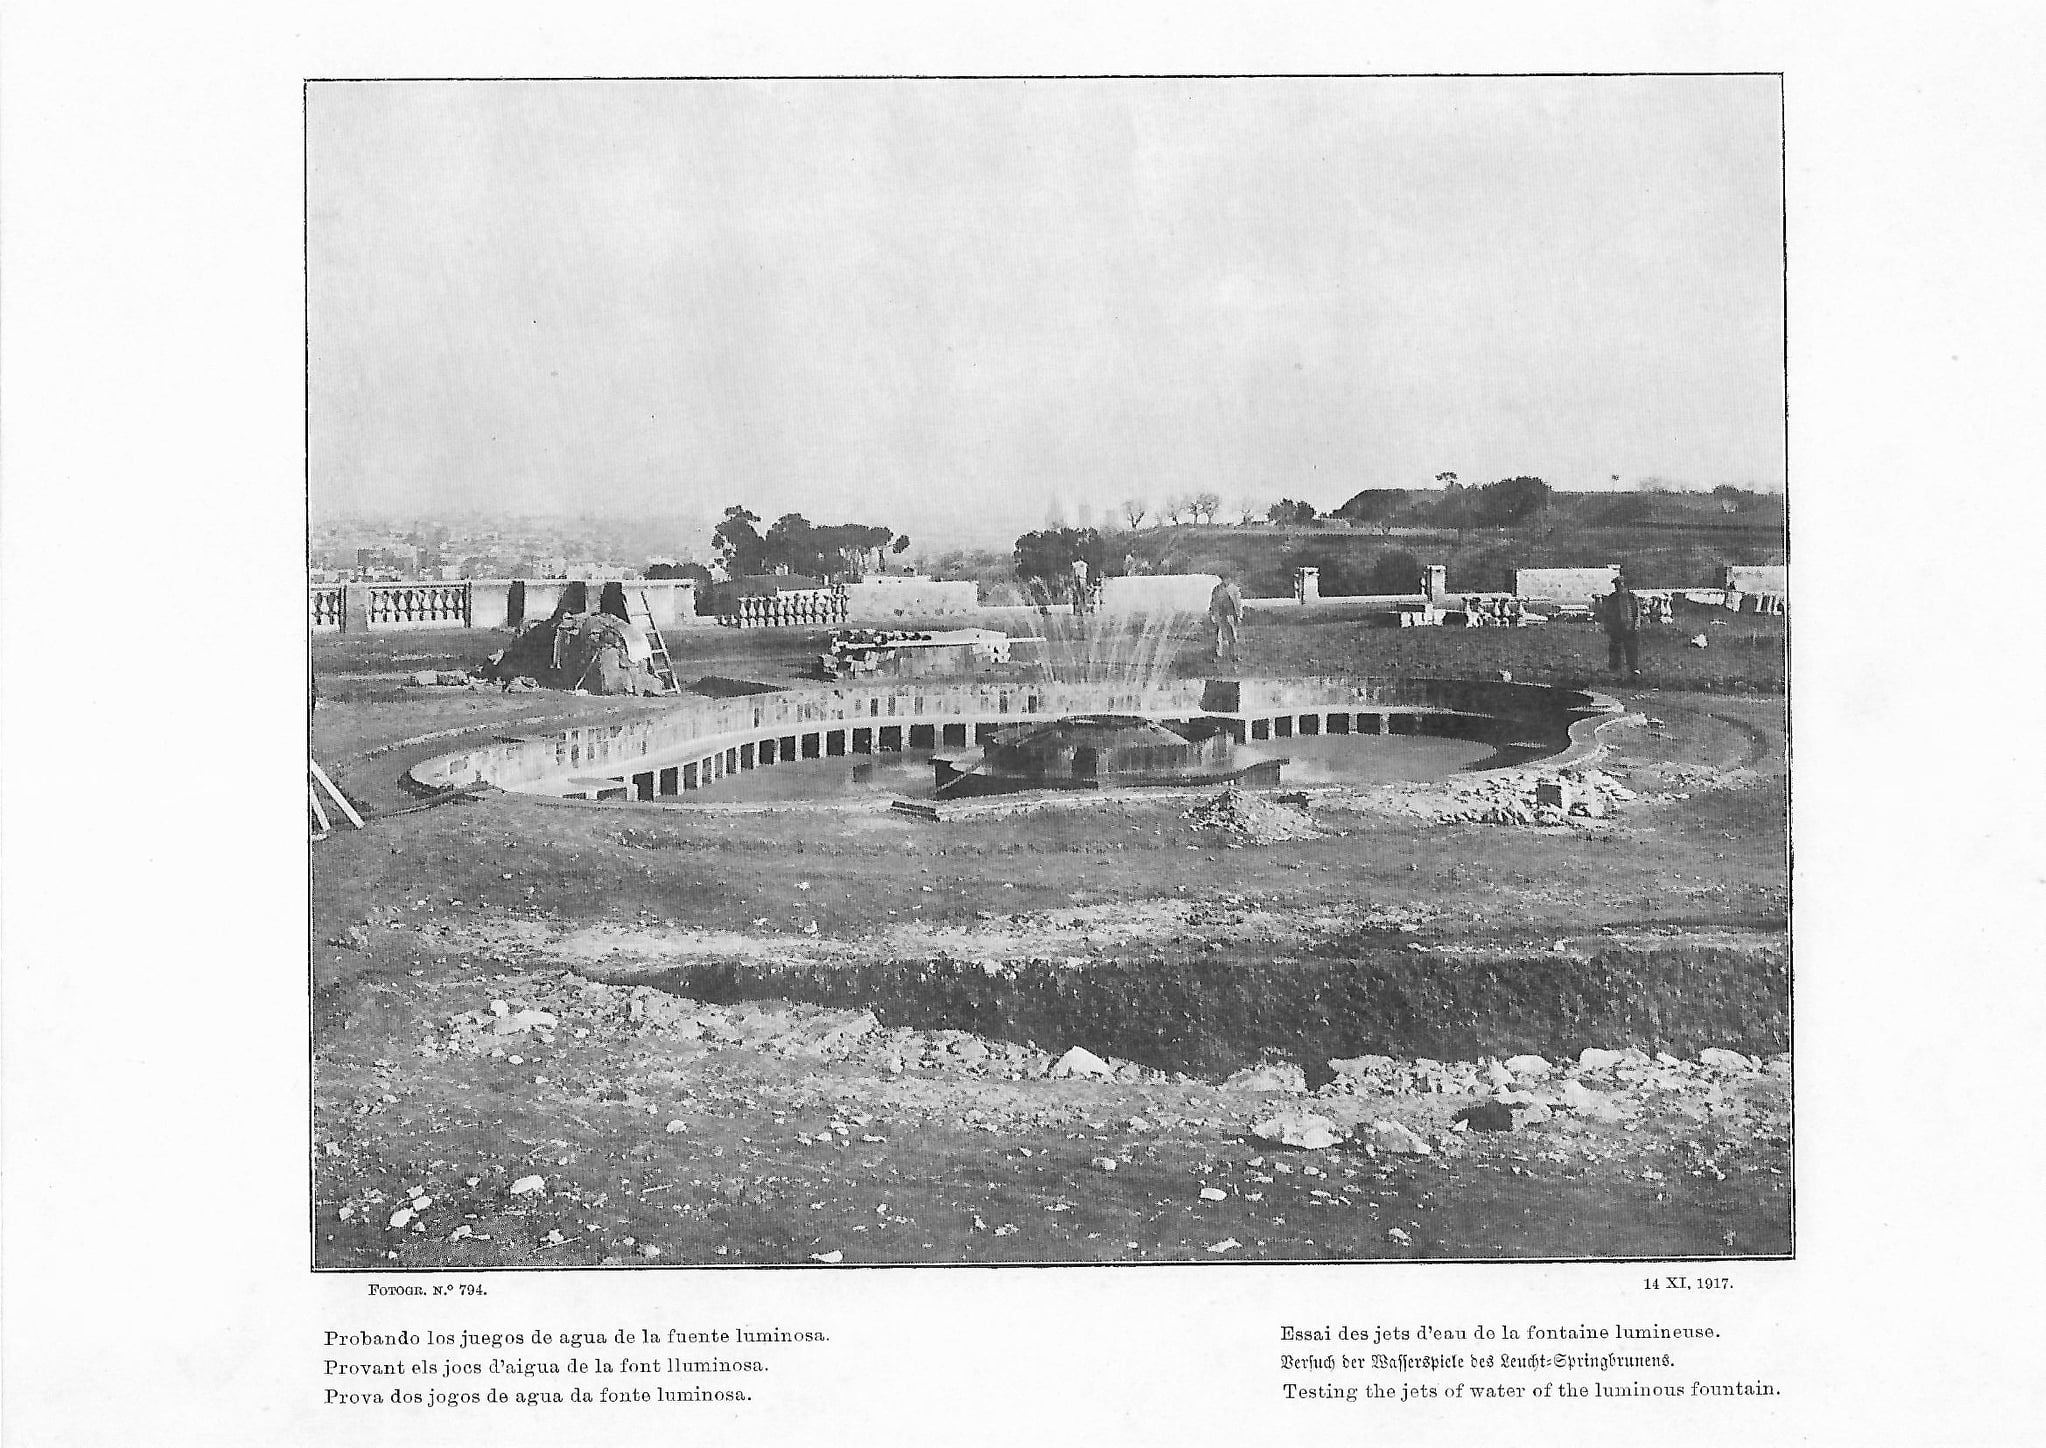 FOTOGR. N.º 794.
14 XI, 1917.
Probando los juegos de agua de la fuente luminosa.
Provant els jocs d'aigua de la font lluminosa.
Prova dos jogos de agua da fonte luminosa.
Essai des jets d'eau de la fontaine lumineuse.
Versuch der Wasserspiele des Leucht-Springbrunens.
Testing the jets of water of the luminous fountain.